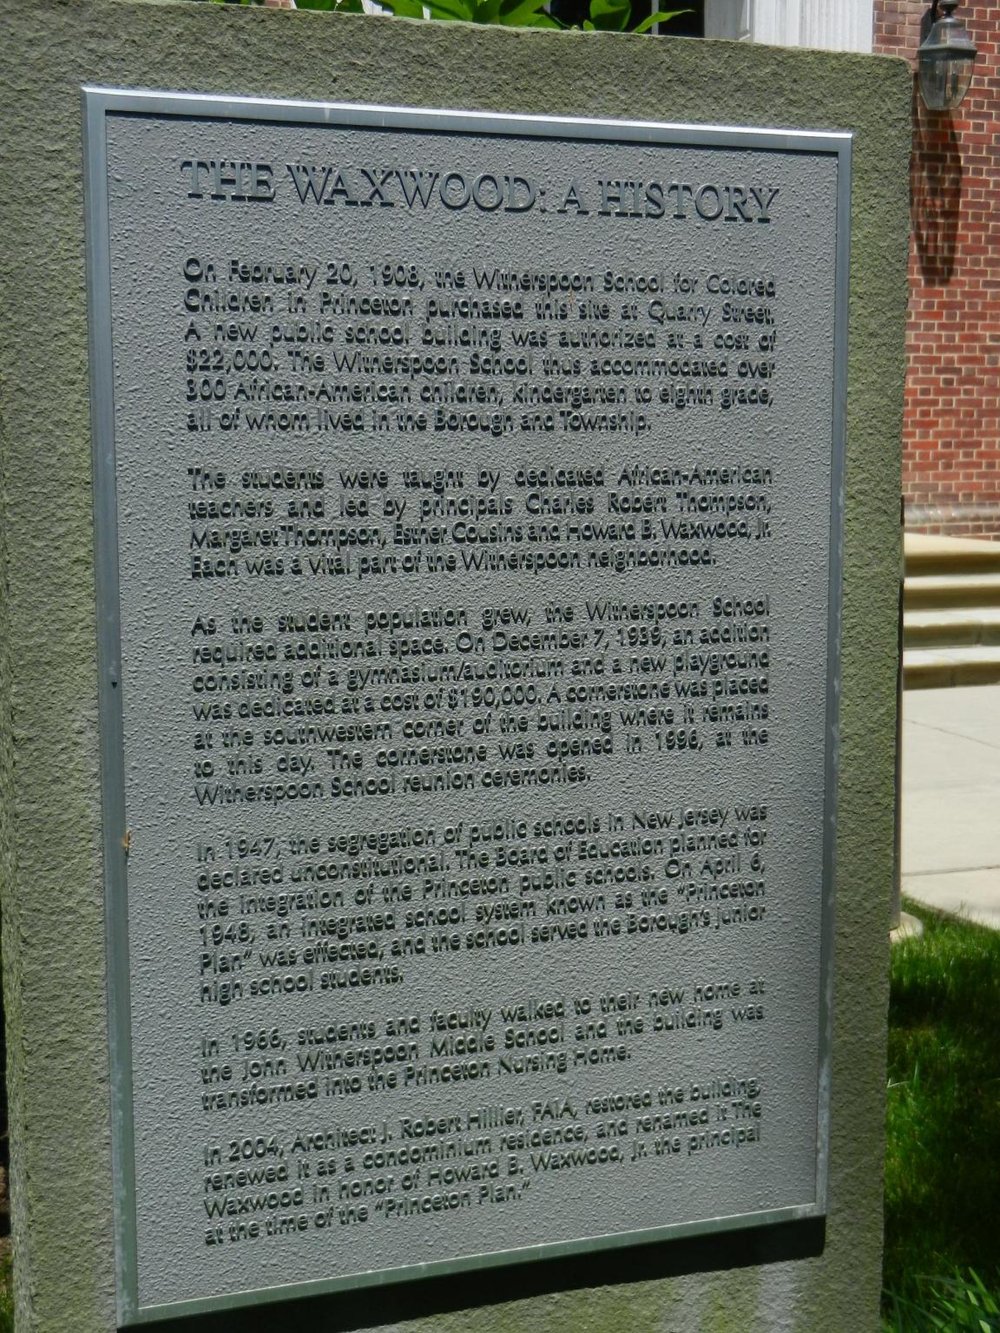 THE WAXWOOD: A HISTORY
On February 20, 1908, the Witherspoon School for Colored
Children in Princeton purchased this site at Quarry Street.
A new public school building was authorized at a cost of
$22,000. The Witherspoon School thus accommodated over
300 African-American children, kindergarten to eighth grade,
all of whom lived in the Borough and Township.
The students were taught by dedicated African-American
teachers and led by principals Charles Robert Thompson,
Margaret Thompson, Esther Cousins and Howard B. Waxwood, Jr.
Each was a vital part of the Witherspoon neighborhood.
As the student population grew, the Witherspoon School
required additional space. On December 7, 1939, an addition
consisting of a gymnasium/auditorium and a new playground
was dedicated at a cost of $190,000. A cornerstone was placed
at the southwestern corner of the building where it remains
to this day. The cornerstone was opened in 1996, at the
Witherspoon School reunion ceremonies.
In 1947, the segregation of public schools in New Jersey was
declared unconstitutional. The Board of Education planned for
the integration of the Princeton public schools. On April 6,
1948, an integrated school system known as the "Princeton
Plan" was effected, and the school served the Borough's junior
high school students.
In 1966, students and faculty walked to their new home at
the John Witherspoon Middle School and the building was
transformed into the Princeton Nursing Home.
In 2004, Architect J. Robert Hillier, FAIA, restored the building,
renewed it as a condominium residence, and renamed it The
Waxwood in honor of Howard B. Waxwood, Jr. the principal
at the time of the "Princeton Plan."